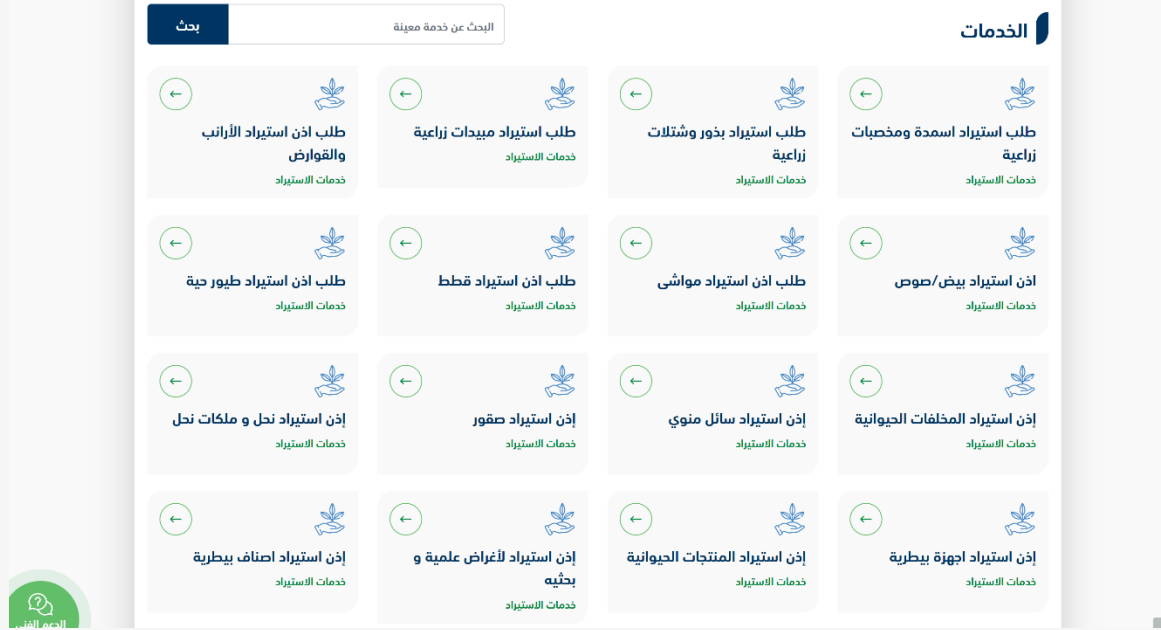 الخدمات
البحث عن خدمة معينة
بحث
طلب استيراد اسمدة ومخصبات
زراعية
خدمات الاستيراد
طلب استيراد بذور وشتلات
زراعية
خدمات الاستيراد
طلب استيراد مبيدات زراعية
خدمات الاستيراد
طلب اذن استيراد الأرانب
والقوارض
خدمات الاستيراد
اذن استيراد بيض/صوص
خدمات الاستيراد
طلب اذن استيراد مواشى
خدمات الاستيراد
طلب اذن استيراد قطط
خدمات الاستيراد
طلب اذن استيراد طيور حية
خدمات الاستيراد
إذن استيراد المخلفات الحيوانية
خدمات الاستيراد
إذن استيراد سائل منوي
خدمات الاستيراد
إذن استيراد صقور
خدمات الاستيراد
إذن استيراد نحل و ملكات نحل
خدمات الاستيراد
إذن استيراد اجهزة بيطرية
خدمات الاستيراد
إذن استيراد المنتجات الحيوانية
خدمات الاستيراد
إذن استيراد لأغراض علمية و
بحثيه
خدمات الاستيراد
إذن استيراد اصناف بيطرية
خدمات الاستيراد
الدعم الفني